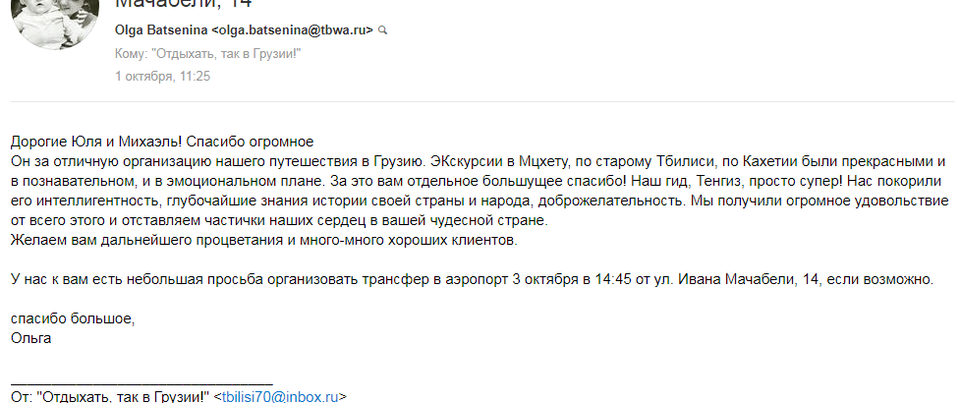 Мачабели, 14
Olga Batsenina <olga.batsenina@tbwa.ru>
Кому: "Отдыхать, так в Грузии!"
1 октября, 11:25
Дорогие Юля и Михаэль! Спасибо огромное
Он за отличную организацию нашего путешествия в Грузию. ЭКскурсии в Мцхету, по старому Тбилиси, по Кахетии были прекрасными и
в познавательном, и в эмоциональном плане. За это вам отдельное большущее спасибо! Наш гид, Тенгиз, просто супер! Нас покорили
его интеллигентность, глубочайшие знания истории своей страны и народа, доброжелательность. Мы получили огромное удовольствие
от всего этого и отставляем частички наших сердец в вашей чудесной стране.
Желаем вам дальнейшего процветания и много-много хороших клиентов.
У нас к вам есть небольшая просьба организовать трансфер в аэропорт 3 октября в 14:45 от ул. Ивана Мачабели, 14, если возможно.
спасибо большое,
Ольга
От: "Отдыхать, так в Грузии!" <tbilisi70@inbox.ru>